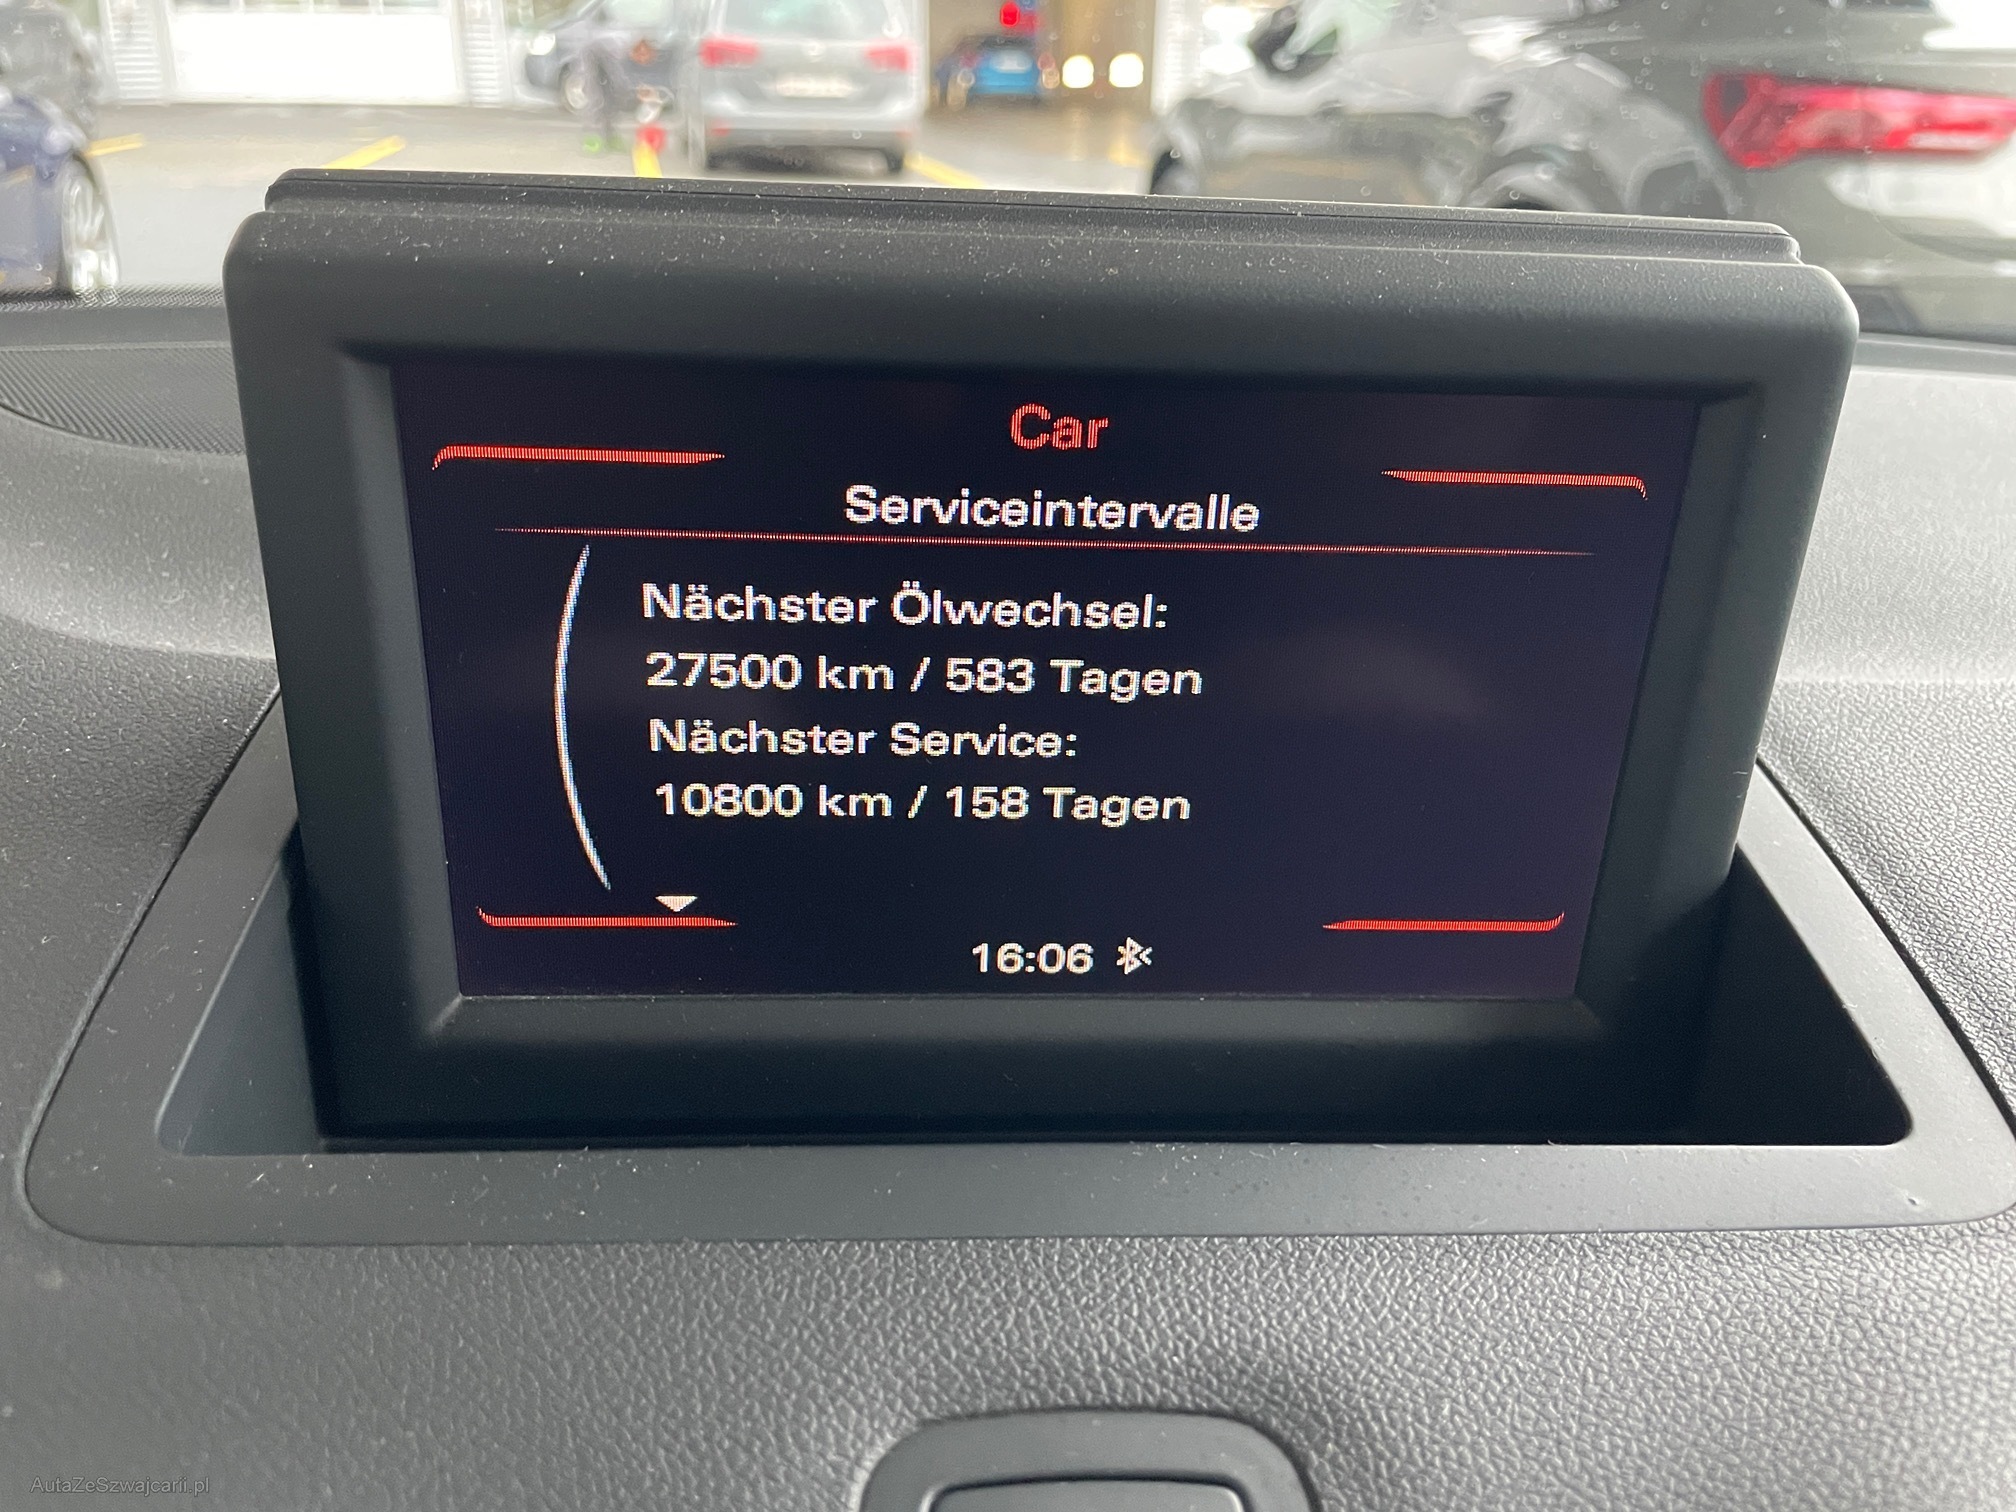 Car
Serviceintervalle
Nächster Ölwechsel:
27500 km / 583 Tagen
Nächster Service:
10800 km / 158 Tagen
16:06
AutaZeSzwajcarii.pl